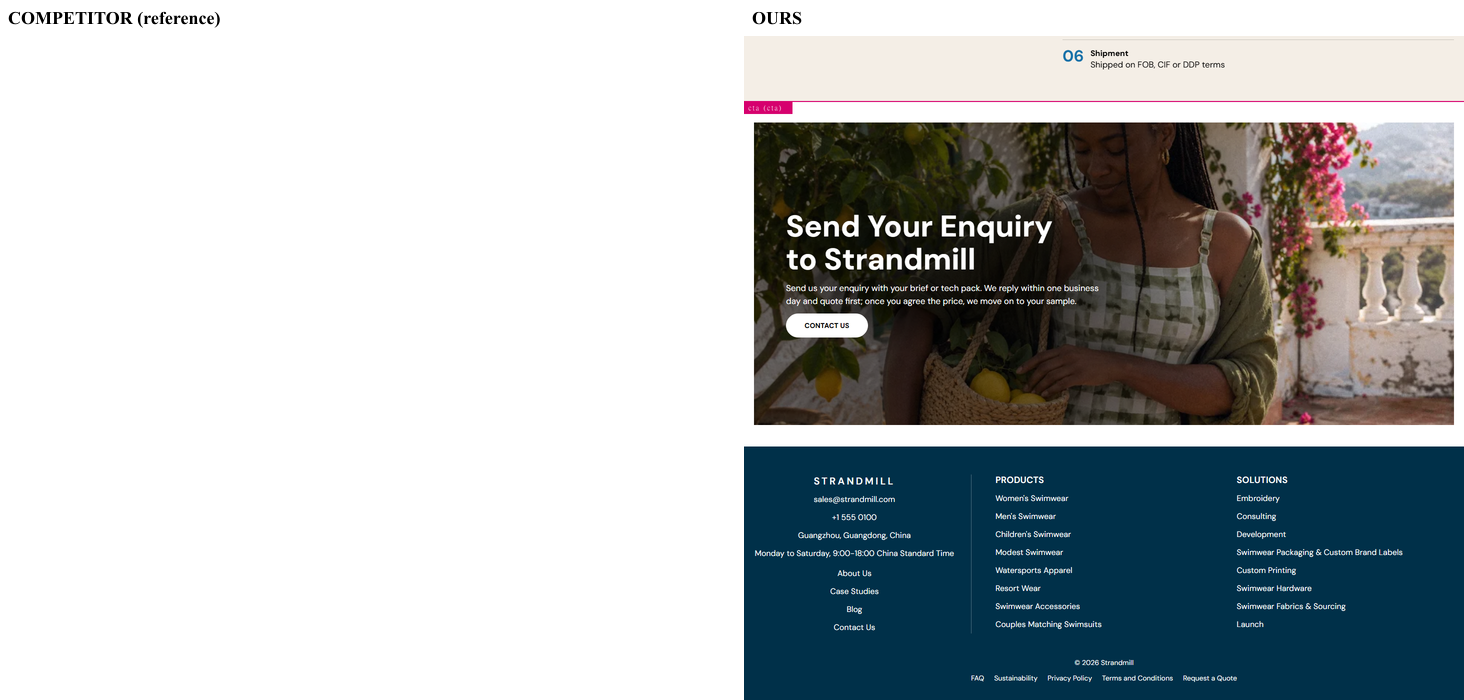 COMPETITOR (reference)
OURS
06
Shipment
Shipped on FOB, CIF or DDP terms
cta (cta)
Send Your Enquiry
to Strandmill
Send us your enquiry with your brief or tech pack. We reply within one business
day and quote first; once you agree the price, we move on to your sample.
CONTACT US
STRANDMILL
sales@strandmill.com
+1 555 0100
Guangzhou, Guangdong, China
Monday to Saturday, 9:00–18:00 China Standard Time
About Us
Case Studies
Blog
Contact Us
PRODUCTS
Women's Swimwear
Men's Swimwear
Children's Swimwear
Modest Swimwear
Watersports Apparel
Resort Wear
Swimwear Accessories
Couples Matching Swimsuits
SOLUTIONS
Embroidery
Consulting
Development
Swimwear Packaging & Custom Brand Labels
Custom Printing
Swimwear Hardware
Swimwear Fabrics & Sourcing
Launch
© 2026 Strandmill
FAQ Sustainability Privacy Policy Terms and Conditions Request a Quote